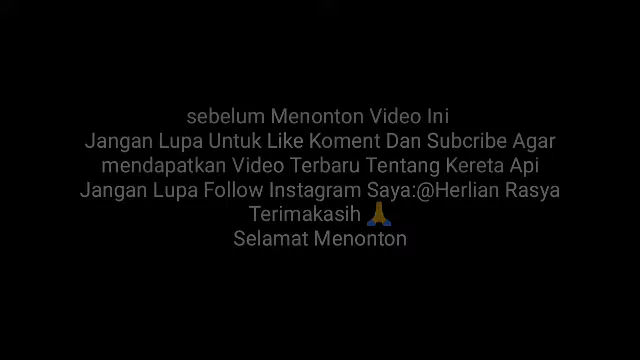 sebelum Menonton Video Ini
Jangan Lupa Untuk Like Koment Dan Subcribe Agar
mendapatkan Video Terbaru Tentang Kereta Api
Jangan Lupa Follow Instagram Saya:@Herlian Rasya
Terimakasih 🙏
Selamat Menonton